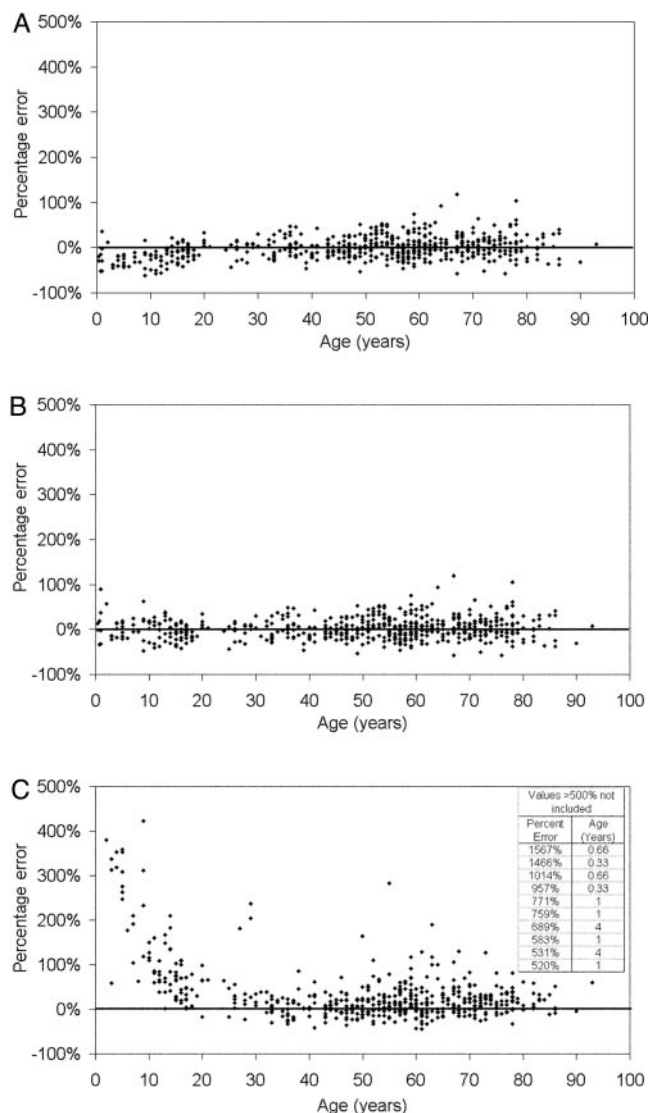 A
500%
400%
300%
200%
100%
0%
-100%
Percentage error
0 10 20 30 40 50 60 70 80 90 100
Age (years)
B
500%
400%
300%
200%
100%
0%
-100%
Percentage error
0 10 20 30 40 50 60 70 80 90 100
Age (years)
C
500%
400%
300%
200%
100%
0%
-100%
Percentage error
Values >500% not
included
Percent Age
Error (Years)
1567% 0.66
1466% 0.33
1014% 0.66
957% 0.33
771% 1
759% 1
689% 4
583% 1
531% 4
520% 1
0 10 20 30 40 50 60 70 80 90 100
Age (years)